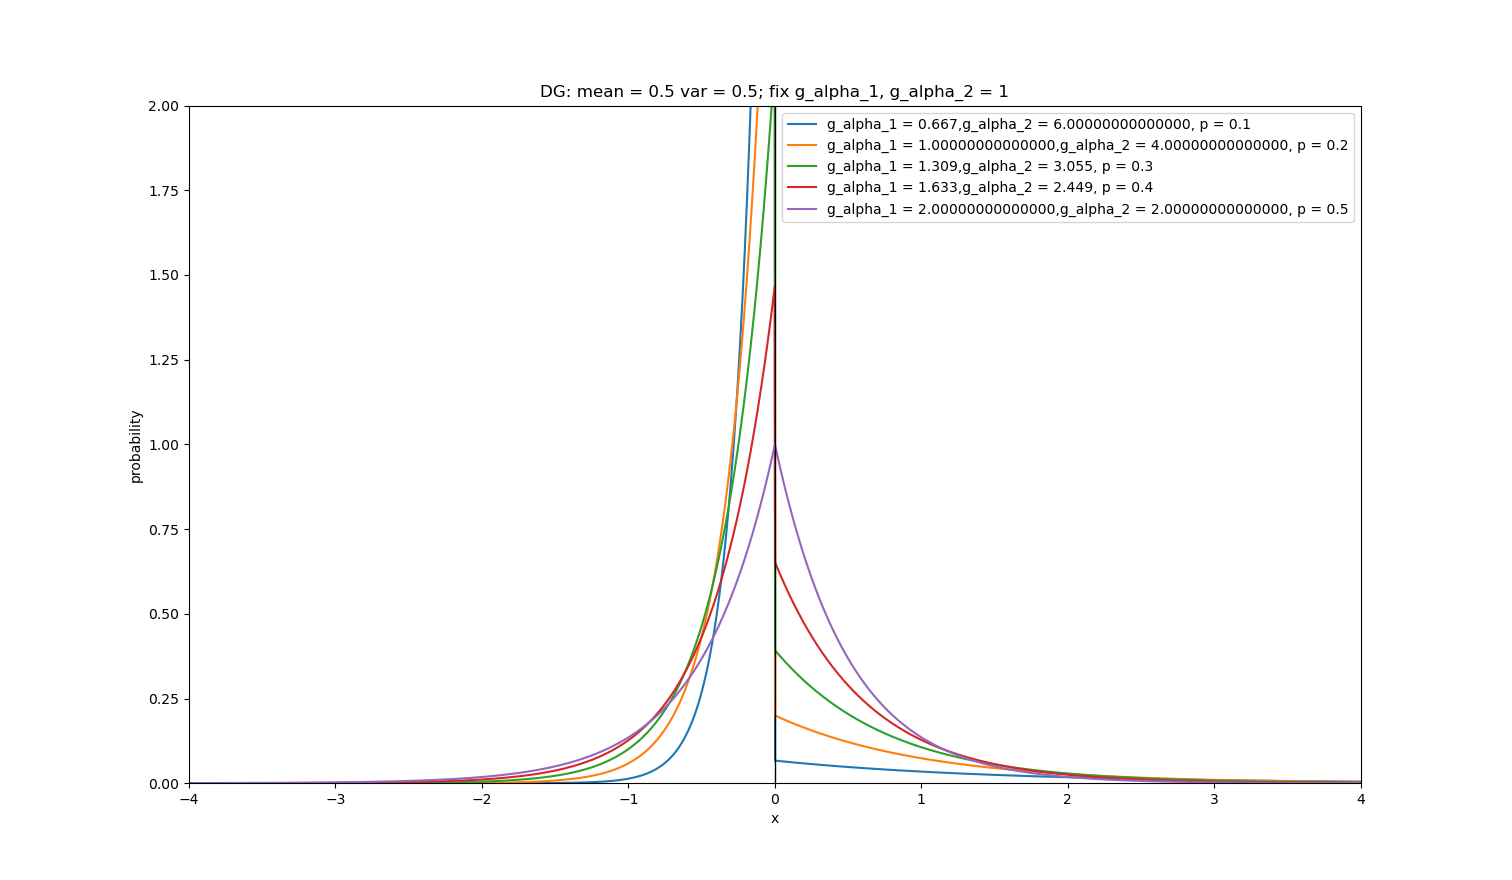 DG: mean = 0.5 var = 0.5; fix g_alpha_1, g_alpha_2 = 1
g_alpha_1 = 0.667,g_alpha_2 = 6.00000000000000, p = 0.1
g_alpha_1 = 1.00000000000000,g_alpha_2 = 4.00000000000000, p = 0.2
g_alpha_1 = 1.309,g_alpha_2 = 3.055, p = 0.3
g_alpha_1 = 1.633,g_alpha_2 = 2.449, p = 0.4
g_alpha_1 = 2.00000000000000,g_alpha_2 = 2.00000000000000, p = 0.5
2.00
1.75
1.50
1.25
1.00
0.75
0.50
0.25
0.00
probability
−4
−3
−2
−1
0
1
2
3
4
x